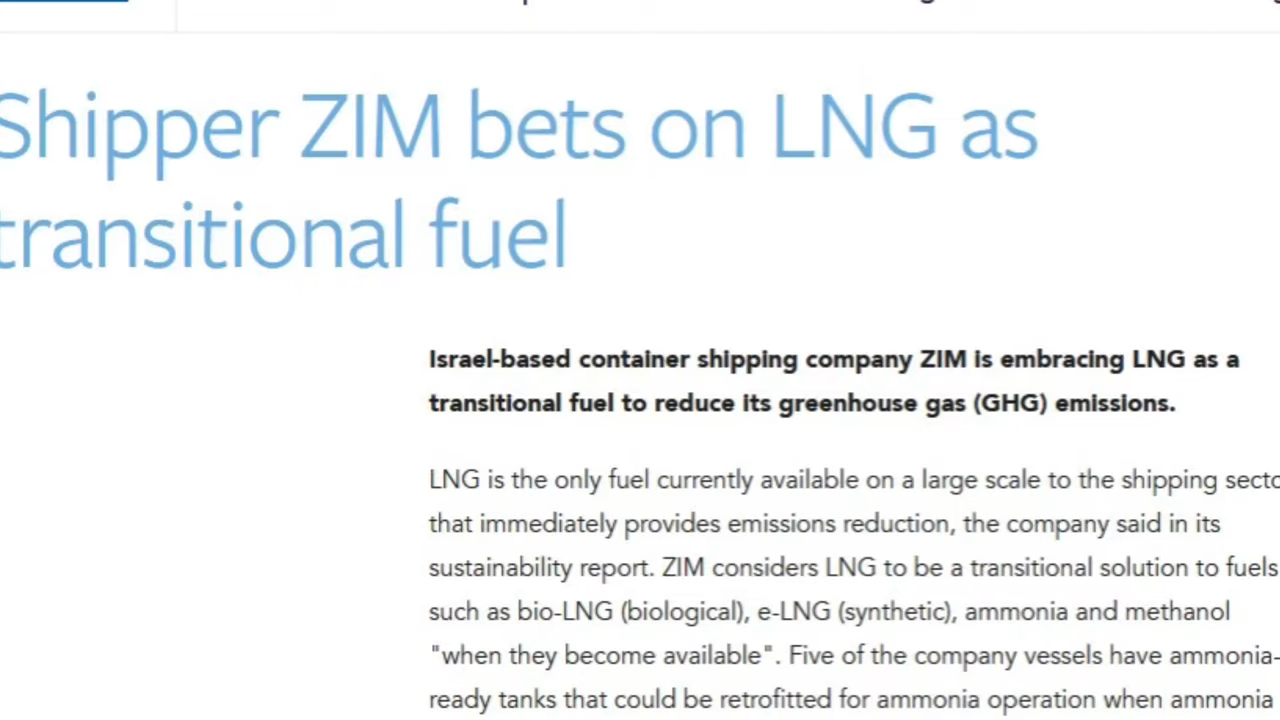 Shipper ZIM bets on LNG as
transitional fuel
Israel-based container shipping company ZIM is embracing LNG as a
transitional fuel to reduce its greenhouse gas (GHG) emissions.
LNG is the only fuel currently available on a large scale to the shipping secto
that immediately provides emissions reduction, the company said in its
sustainability report. ZIM considers LNG to be a transitional solution to fuels
such as bio-LNG (biological), e-LNG (synthetic), ammonia and methanol
"when they become available". Five of the company vessels have ammonia-
ready tanks that could be retrofitted for ammonia operation when ammonia